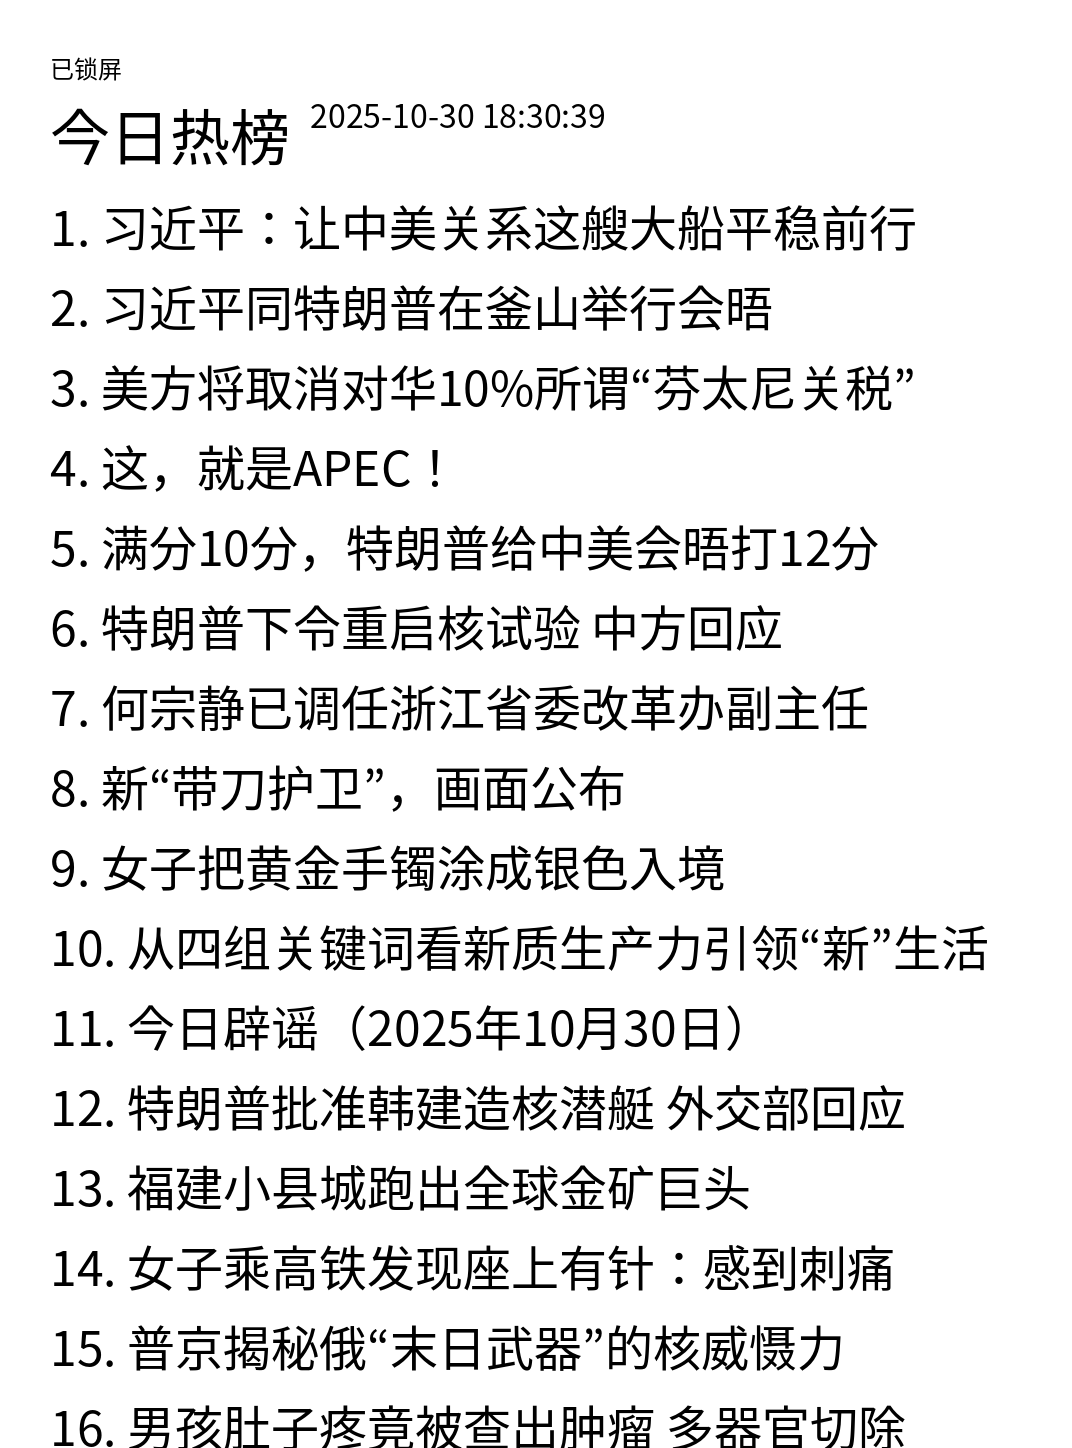 已锁屏
今日热榜 2025-10-30 18:30:39
1. 习近平：让中美关系这艘大船平稳前行
2. 习近平同特朗普在釜山举行会晤
3. 美方将取消对华10%所谓“芬太尼关税”
4. 这，就是APEC！
5. 满分10分，特朗普给中美会晤打12分
6. 特朗普下令重启核试验 中方回应
7. 何宗静已调任浙江省委改革办副主任
8. 新“带刀护卫”，画面公布
9. 女子把黄金手镯涂成银色入境
10. 从四组关键词看新质生产力引领“新”生活
11. 今日辟谣（2025年10月30日）
12. 特朗普批准韩建造核潜艇 外交部回应
13. 福建小县城跑出全球金矿巨头
14. 女子乘高铁发现座上有针：感到刺痛
15. 普京揭秘俄“末日武器”的核威慑力
16. 男孩肚子疼竟被查出肿瘤 多器官切除